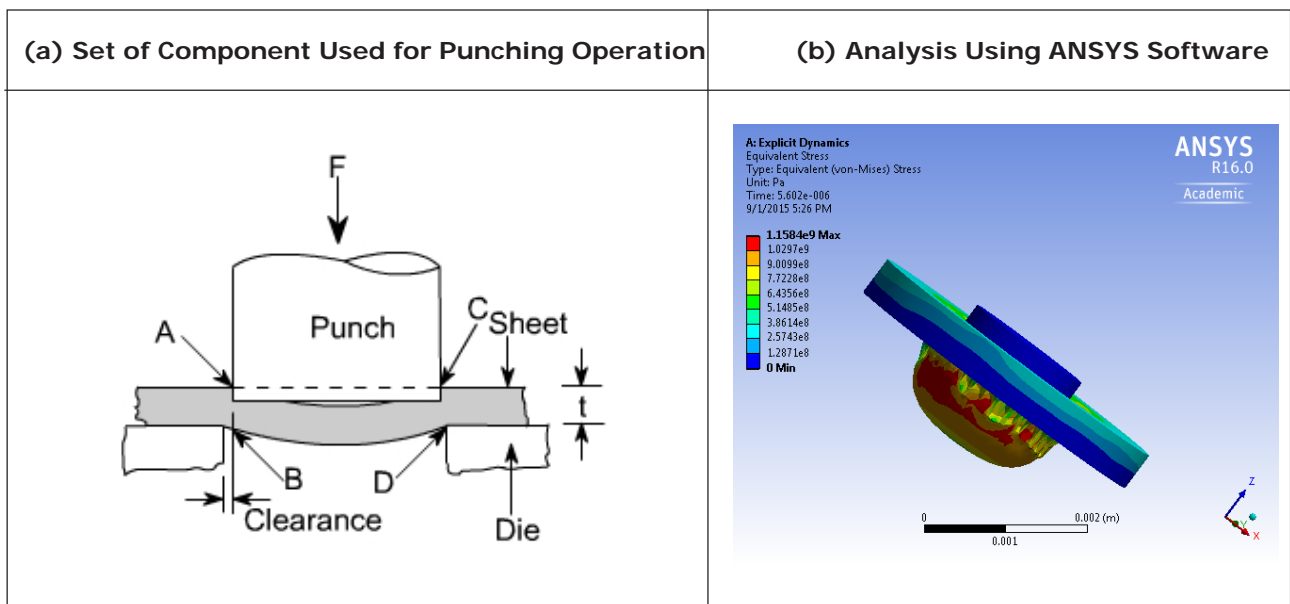 (a) Set of Component Used for Punching Operation
(b) Analysis Using ANSYS Software
F
Punch
A
C
Sheet
t
B
D
Clearance
Die
A: Explicit Dynamics
Equivalent Stress
Type: Equivalent (von-Mises) Stress
Unit: Pa
Time: 5.602e-006
9/1/2015 5:26 PM
ANSYS
R16.0
Academic
1.1584e9 Max
1.0297e9
9.0099e8
7.7228e8
6.4356e8
5.1485e8
3.8614e8
2.5743e8
1.2871e8
0 Min
0
0.002 (m)
0.001
Z
Y
X